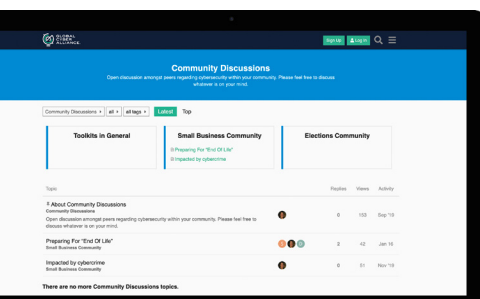 GLOBAL
CYBER
ALLIANCE
Sign Up
Log In
Community Discussions
Open discussion amongst peers regarding cybersecurity within your community. Please feel free to discuss
whatever is on your mind.
Community Discussions
all
all tags
Latest
Top
Toolkits in General
Small Business Community
Preparing For "End Of Life"
Impacted by cybercrime
Elections Community
Topic
Replies
Views
Activity
About Community Discussions
Community Discussions
Open discussion amongst peers regarding cybersecurity within your community. Please feel free to
discuss whatever is on your mind.
0
153
Sep '19
Preparing For "End Of Life"
Small Business Community
42
Jan 16
Impacted by cybercrime
Small Business Community
0
51
Nov '19
There are no more Community Discussions topics.